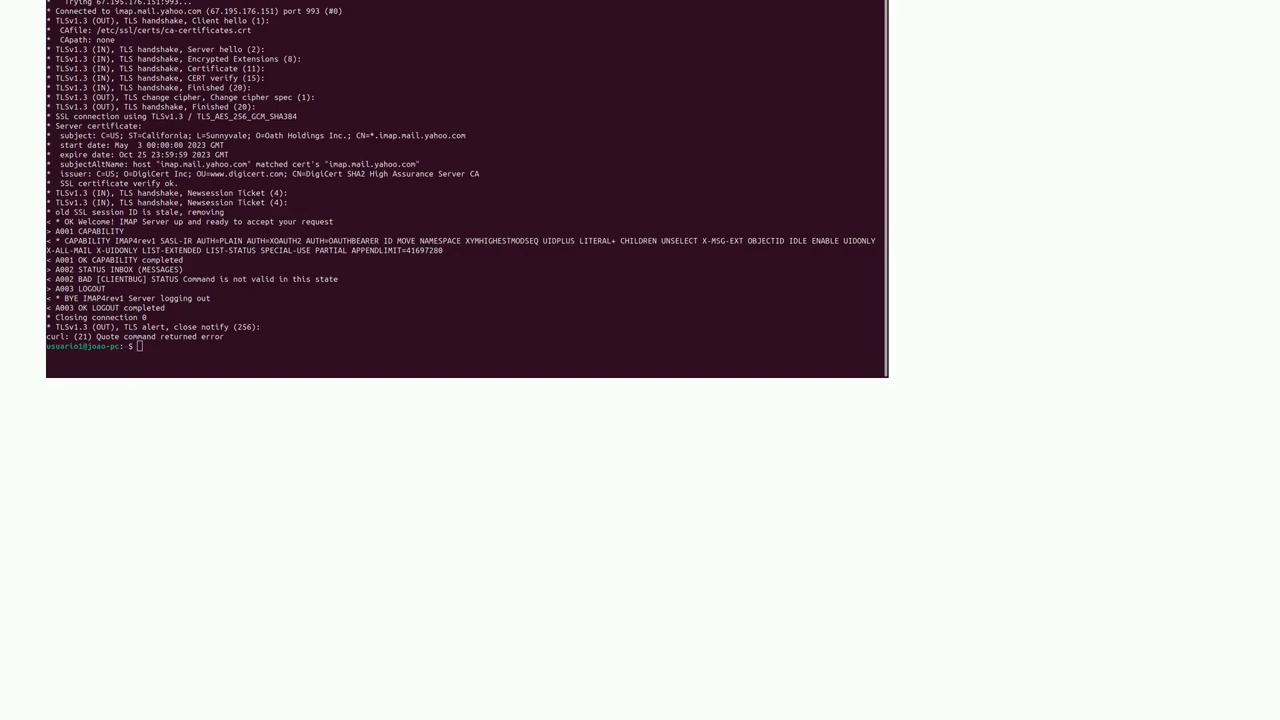 * Trying 67.195.176.151:993...
* Connected to imap.mail.yahoo.com (67.195.176.151) port 993 (#0)
* TLSv1.3 (OUT), TLS handshake, Client hello (1):
*  CAfile: /etc/ssl/certs/ca-certificates.crt
*  CApath: none
* TLSv1.3 (IN), TLS handshake, Server hello (2):
* TLSv1.3 (IN), TLS handshake, Encrypted Extensions (8):
* TLSv1.3 (IN), TLS handshake, Certificate (11):
* TLSv1.3 (IN), TLS handshake, CERT verify (15):
* TLSv1.3 (IN), TLS handshake, Finished (20):
* TLSv1.3 (OUT), TLS change cipher, Change cipher spec (1):
* TLSv1.3 (OUT), TLS handshake, Finished (20):
* SSL connection using TLSv1.3 / TLS_AES_256_GCM_SHA384
* Server certificate:
*  subject: C=US; ST=California; L=Sunnyvale; O=Oath Holdings Inc.; CN=*.imap.mail.yahoo.com
*  start date: May  3 00:00:00 2023 GMT
*  expire date: Oct 25 23:59:59 2023 GMT
*  subjectAltName: host "imap.mail.yahoo.com" matched cert's "imap.mail.yahoo.com"
*  issuer: C=US; O=DigiCert Inc; OU=www.digicert.com; CN=DigiCert SHA2 High Assurance Server CA
*  SSL certificate verify ok.
* TLSv1.3 (IN), TLS handshake, Newsession Ticket (4):
* TLSv1.3 (IN), TLS handshake, Newsession Ticket (4):
* old SSL session ID is stale, removing
< * OK Welcome! IMAP Server up and ready to accept your request
> A001 CAPABILITY
< * CAPABILITY IMAP4rev1 SASL-IR AUTH=PLAIN AUTH=XOAUTH2 AUTH=OAUTHBEARER ID MOVE NAMESPACE XYMHIGHESTMODSEQ UIDPLUS LITERAL+ CHILDREN UNSELECT X-MSG-EXT OBJECTID IDLE ENABLE UIDONLY
X-ALL-MAIL X-UIDONLY LIST-EXTENDED LIST-STATUS SPECIAL-USE PARTIAL APPENDLIMIT=41697280
< A001 OK CAPABILITY completed
> A002 STATUS INBOX (MESSAGES)
< A002 BAD [CLIENTBUG] STATUS Command is not valid in this state
> A003 LOGOUT
< * BYE IMAP4rev1 Server logging out
< A003 OK LOGOUT completed
* Closing connection 0
* TLSv1.3 (OUT), TLS alert, close notify (256):
curl: (21) Quote command returned error
usuario1@joao-pc: $